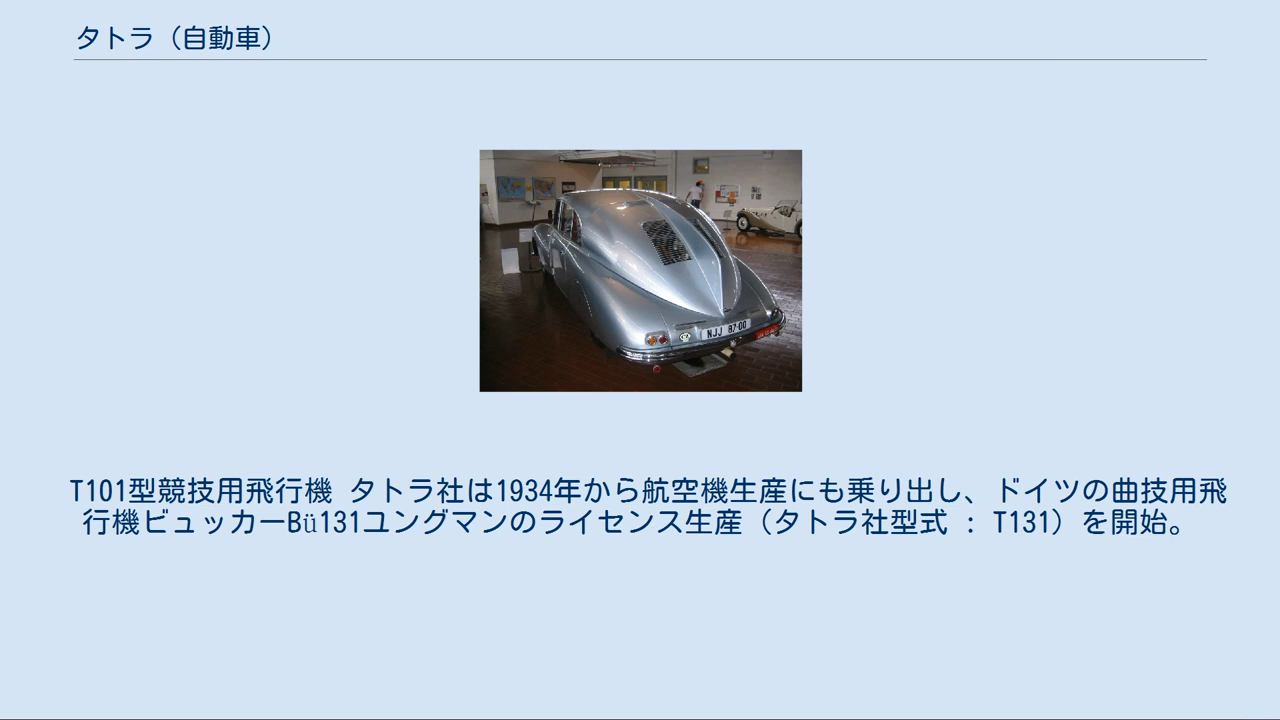 タトラ（自動車）
NJJ 87-00
T101型競技用飛行機 タトラ社は1934年から航空機生産にも乗り出し、ドイツの曲技用飛
行機ビュッカーBü131ユングマンのライセンス生産（タトラ社型式 : T131）を開始。